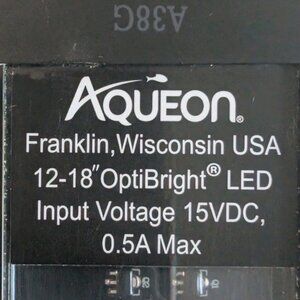 A38G
AQUEON®
Franklin, Wisconsin USA
12-18" OptiBright® LED
Input Voltage 15VDC,
0.5A Max